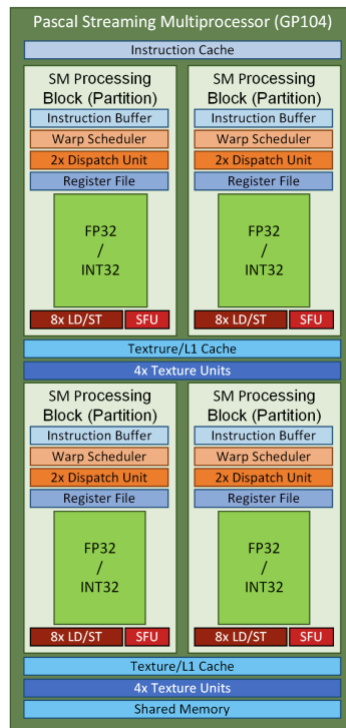 Pascal Streaming Multiprocessor (GP104)
Instruction Cache
SM Processing
Block (Partition)
Instruction Buffer
Warp Scheduler
2x Dispatch Unit
Register File
FP32
/
INT32
8x LD/ST
SFU
SM Processing
Block (Partition)
Instruction Buffer
Warp Scheduler
2x Dispatch Unit
Register File
FP32
/
INT32
8x LD/ST
SFU
Textrure/L1 Cache
4x Texture Units
SM Processing
Block (Partition)
Instruction Buffer
Warp Scheduler
2x Dispatch Unit
Register File
FP32
/
INT32
8x LD/ST
SFU
SM Processing
Block (Partition)
Instruction Buffer
Warp Scheduler
2x Dispatch Unit
Register File
FP32
/
INT32
8x LD/ST
SFU
Texture/L1 Cache
4x Texture Units
Shared Memory